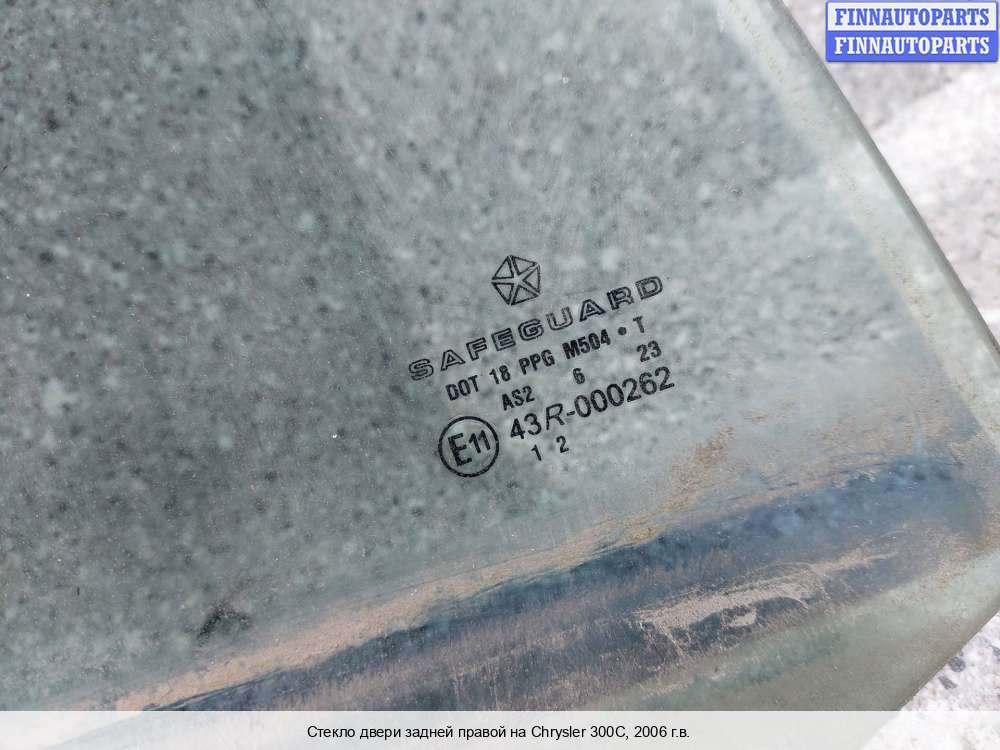 FINNAUTOPARTS
FINNAUTOPARTS
SAFEGUARD
DOT 18 PPG M504 • T
AS2 6 23
E11 43R-000262
1 2
Стекло двери задней правой на Chrysler 300C, 2006 г.в.